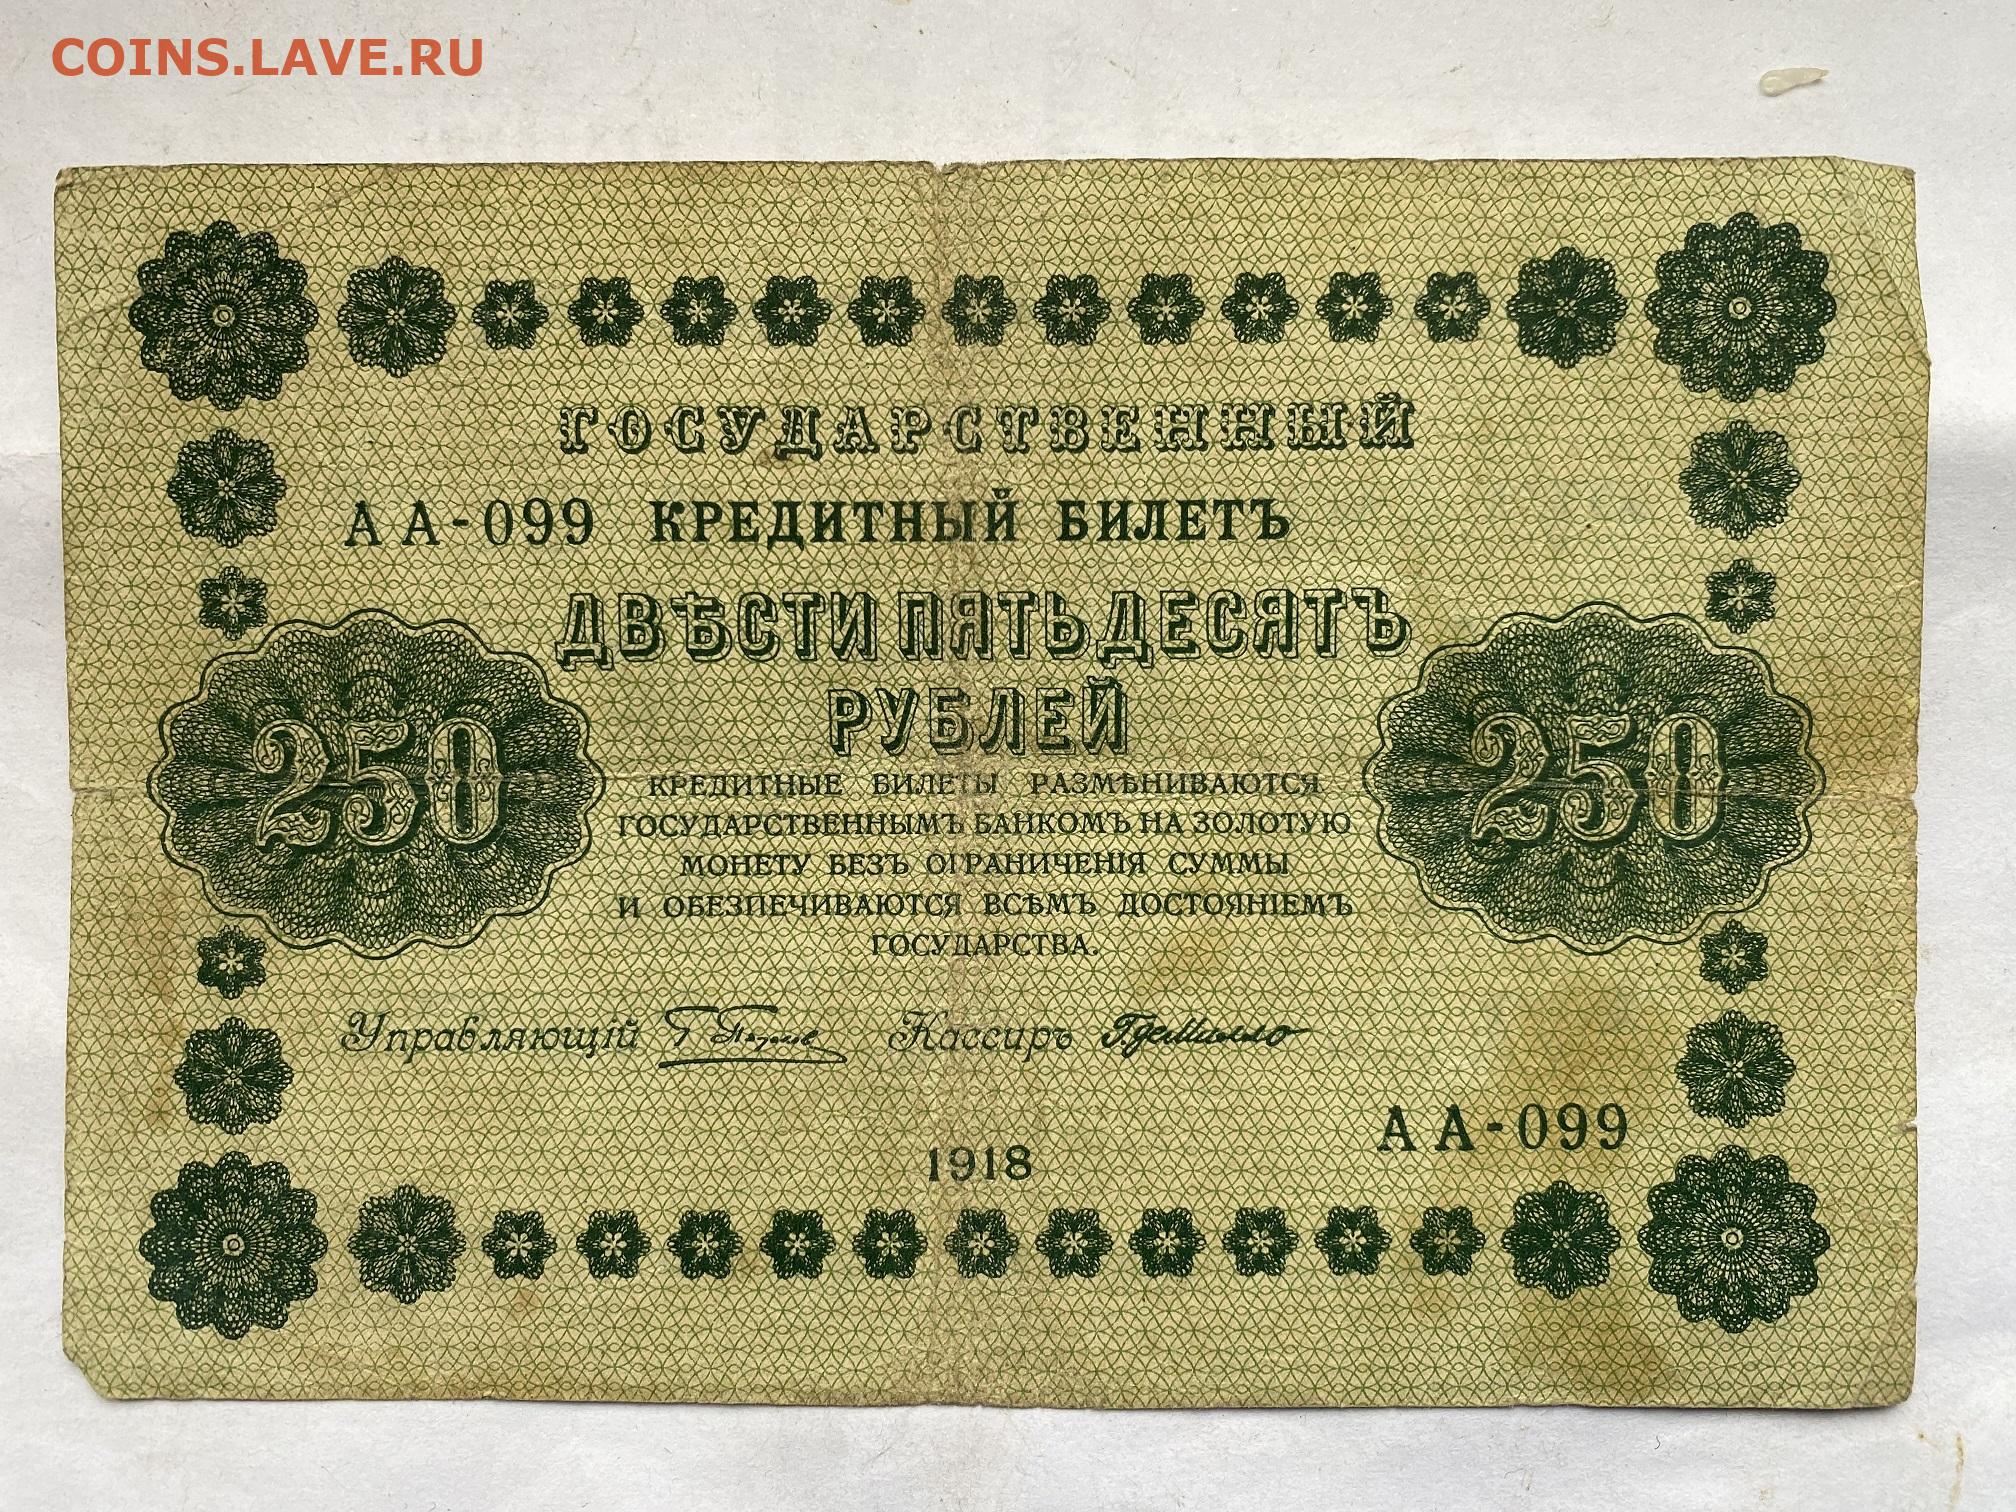 COINS.LAVE.RU
ГОСУДАРСТВЕННЫЙ
АА-099 КРЕДИТНЫЙ БИЛЕТЪ
ДВѢСТИ ПЯТЬДЕСЯТЪ
РУБЛЕЙ
250 250
КРЕДИТНЫЕ БИЛЕТЫ РАЗМѢНИВАЮТСЯ
ГОСУДАРСТВЕННЫМЪ БАНКОМЪ НА ЗОЛОТУЮ
МОНЕТУ БЕЗЪ ОГРАНИЧЕНІЯ СУММЫ
И ОБЕЗПЕЧИВАЮТСЯ ВСѢМЪ ДОСТОЯНІЕМЪ
ГОСУДАРСТВА.
Управляющій Кассиръ
АА-099
1918